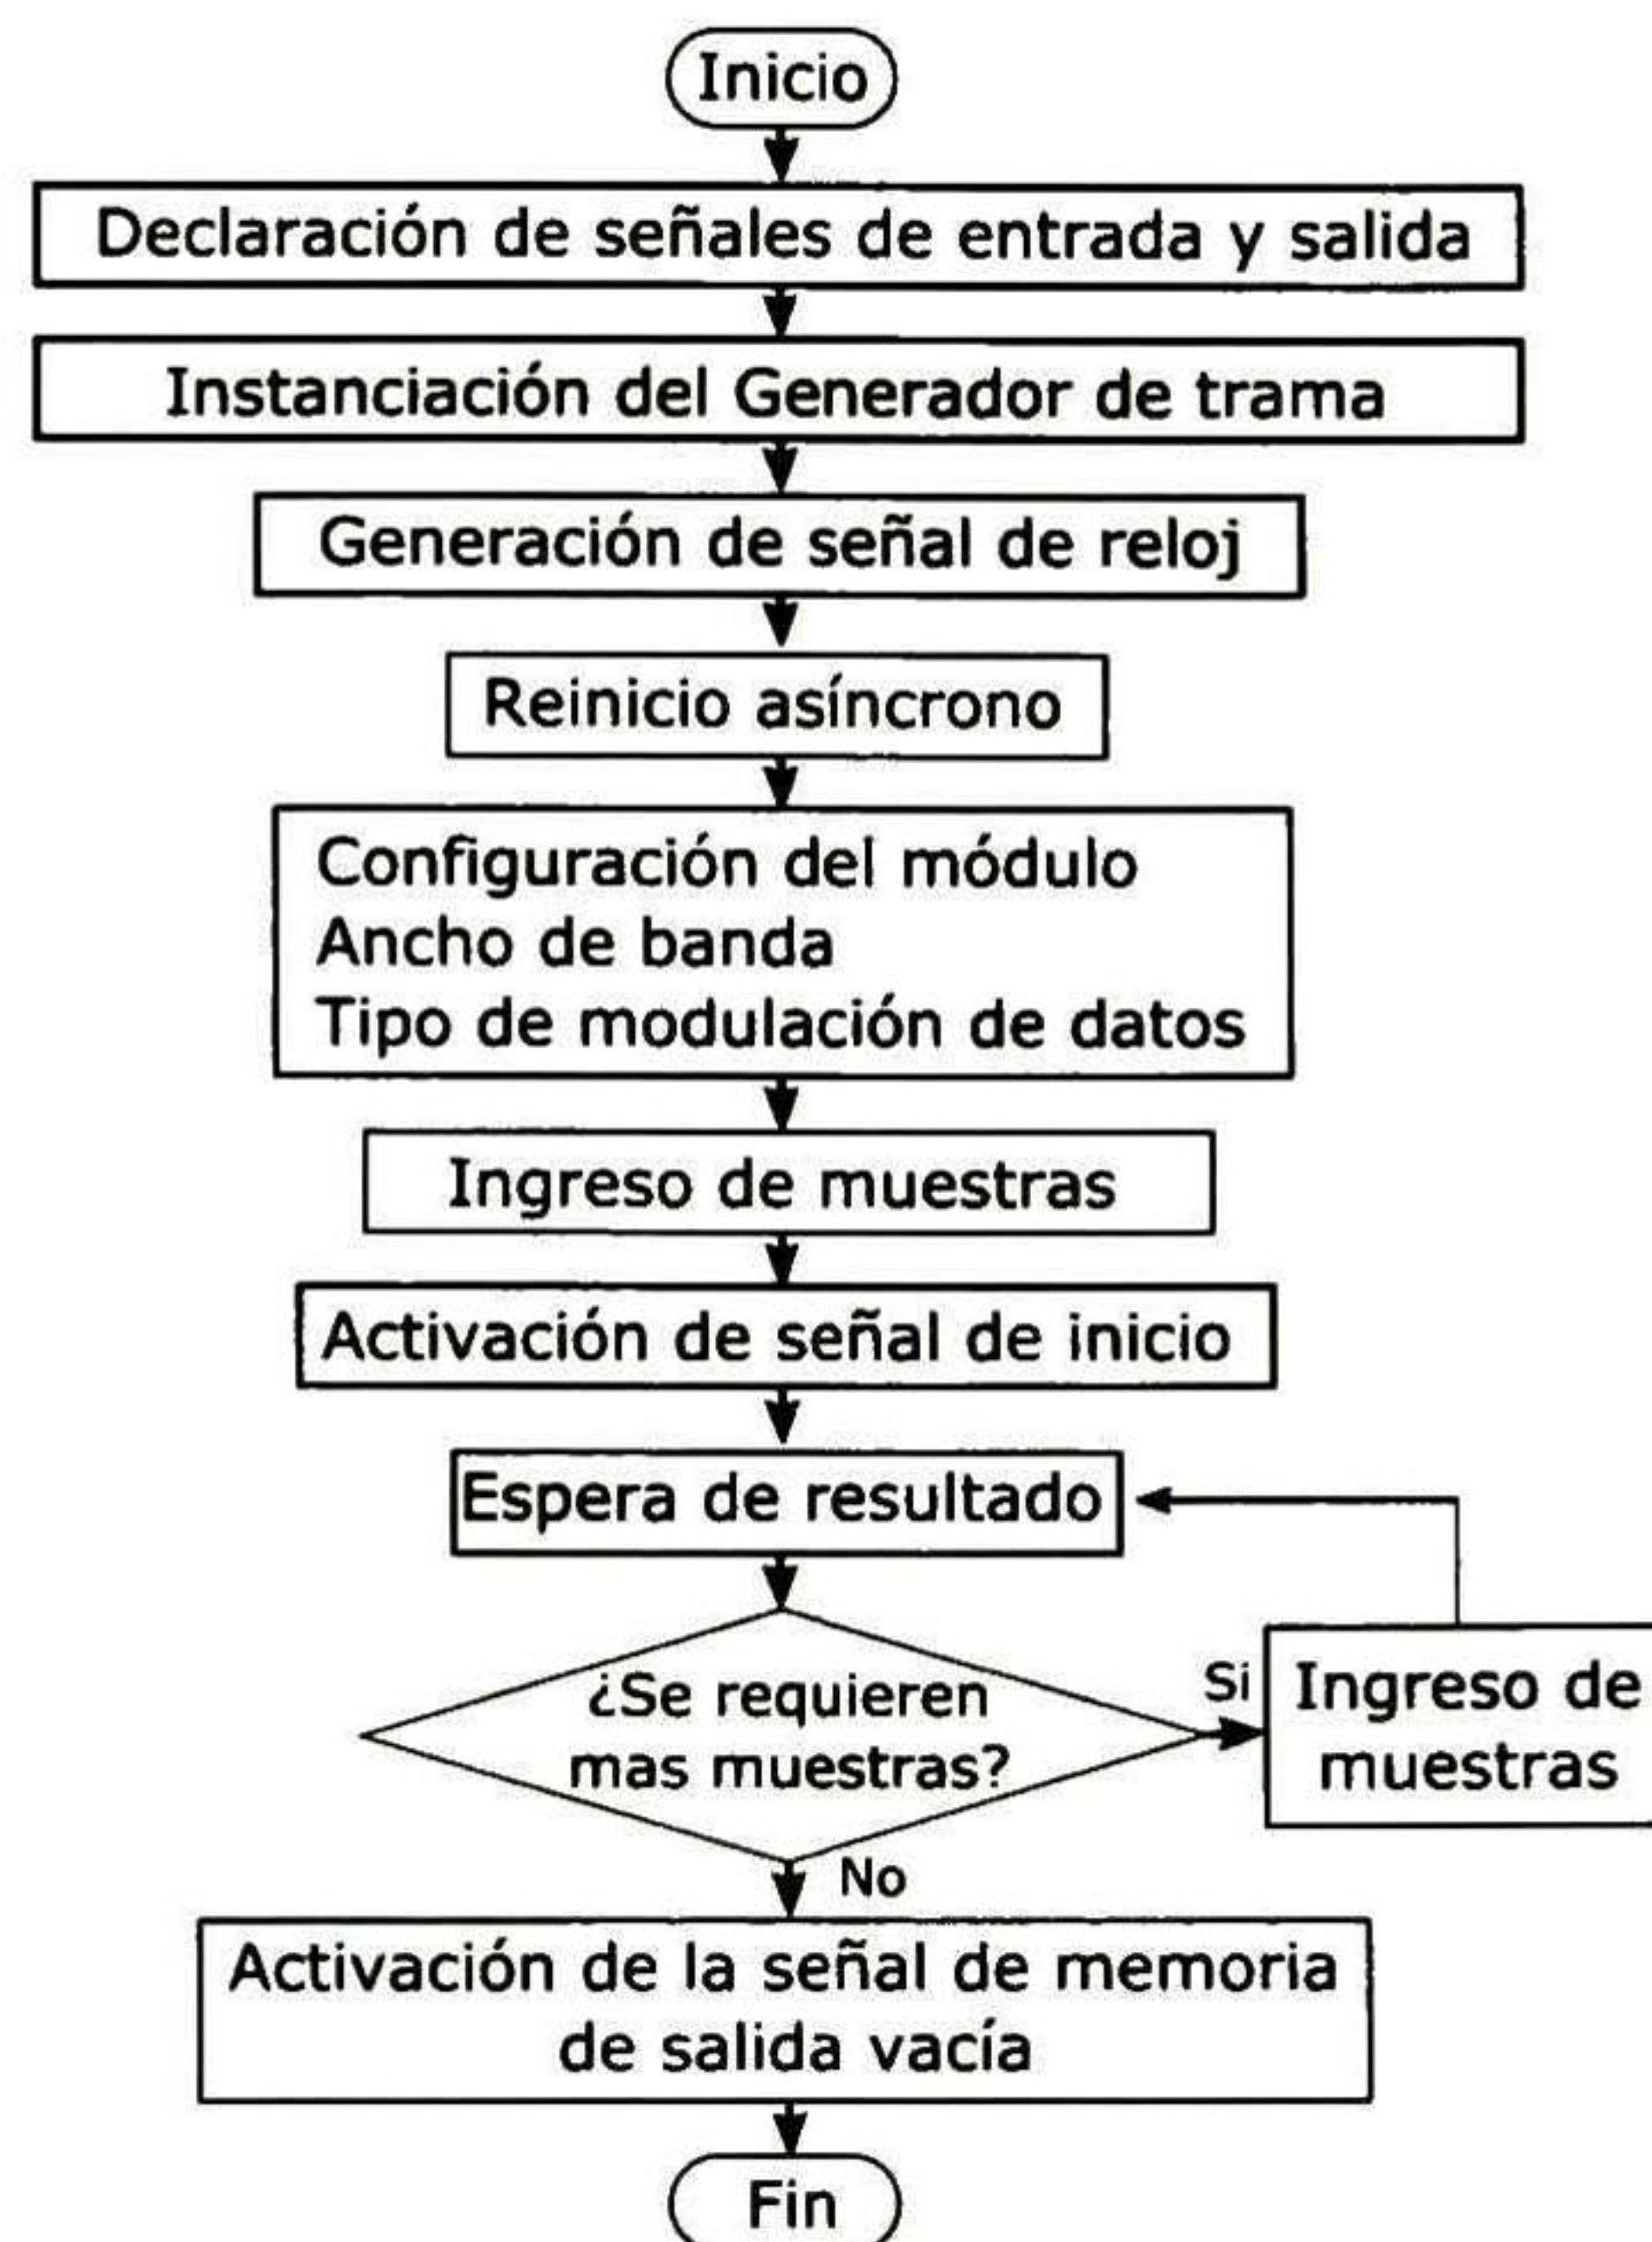 Inicio
Declaración de señales de entrada y salida
Instanciación del Generador de trama
Generación de señal de reloj
Reinicio asíncrono
Configuración del módulo
Ancho de banda
Tipo de modulación de datos
Ingreso de muestras
Activación de señal de inicio
Espera de resultado
¿Se requieren
mas muestras?
Si
Ingreso de
muestras
No
Activación de la señal de memoria
de salida vacía
Fin